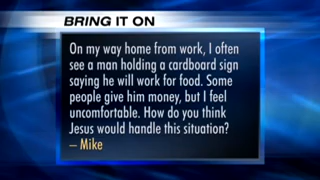 BRING IT ON
On my way home from work, I often
see a man holding a cardboard sign
saying he will work for food. Some
people give him money, but I feel
uncomfortable. How do you think
Jesus would handle this situation?
– Mike